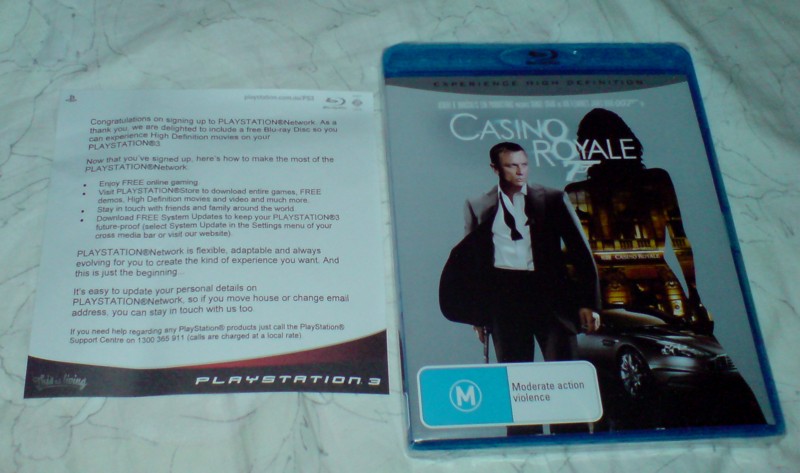 playstation.com.au/PS3
Congratulations on signing up to PLAYSTATION®Network. As a
thank you, we are delighted to include a free Blu-ray Disc so you
can experience High Definition movies on your
PLAYSTATION®3.
Now that you've signed up, here's how to make the most of the
PLAYSTATION®Network:
Enjoy FREE online gaming.
Visit PLAYSTATION®Store to download entire games, FREE
demos, High Definition movies and video and much more.
Stay in touch with friends and family around the world.
Download FREE System Updates to keep your PLAYSTATION®3
future-proof (select System Update in the Settings menu of your
cross media bar or visit our website).
PLAYSTATION®Network is flexible, adaptable and always
evolving for you to create the kind of experience you want. And
this is just the beginning...
It's easy to update your personal details on
PLAYSTATION®Network, so if you move house or change email
address, you can stay in touch with us too.
If you need help regarding any PlayStation® products just call the PlayStation®
Support Centre on 1300 365 911 (calls are charged at a local rate).
This is living
PLAYSTATION 3
EXPERIENCE HIGH DEFINITION
CASINO
ROYALE
007
CASINO ROYALE
M
Moderate action
violence